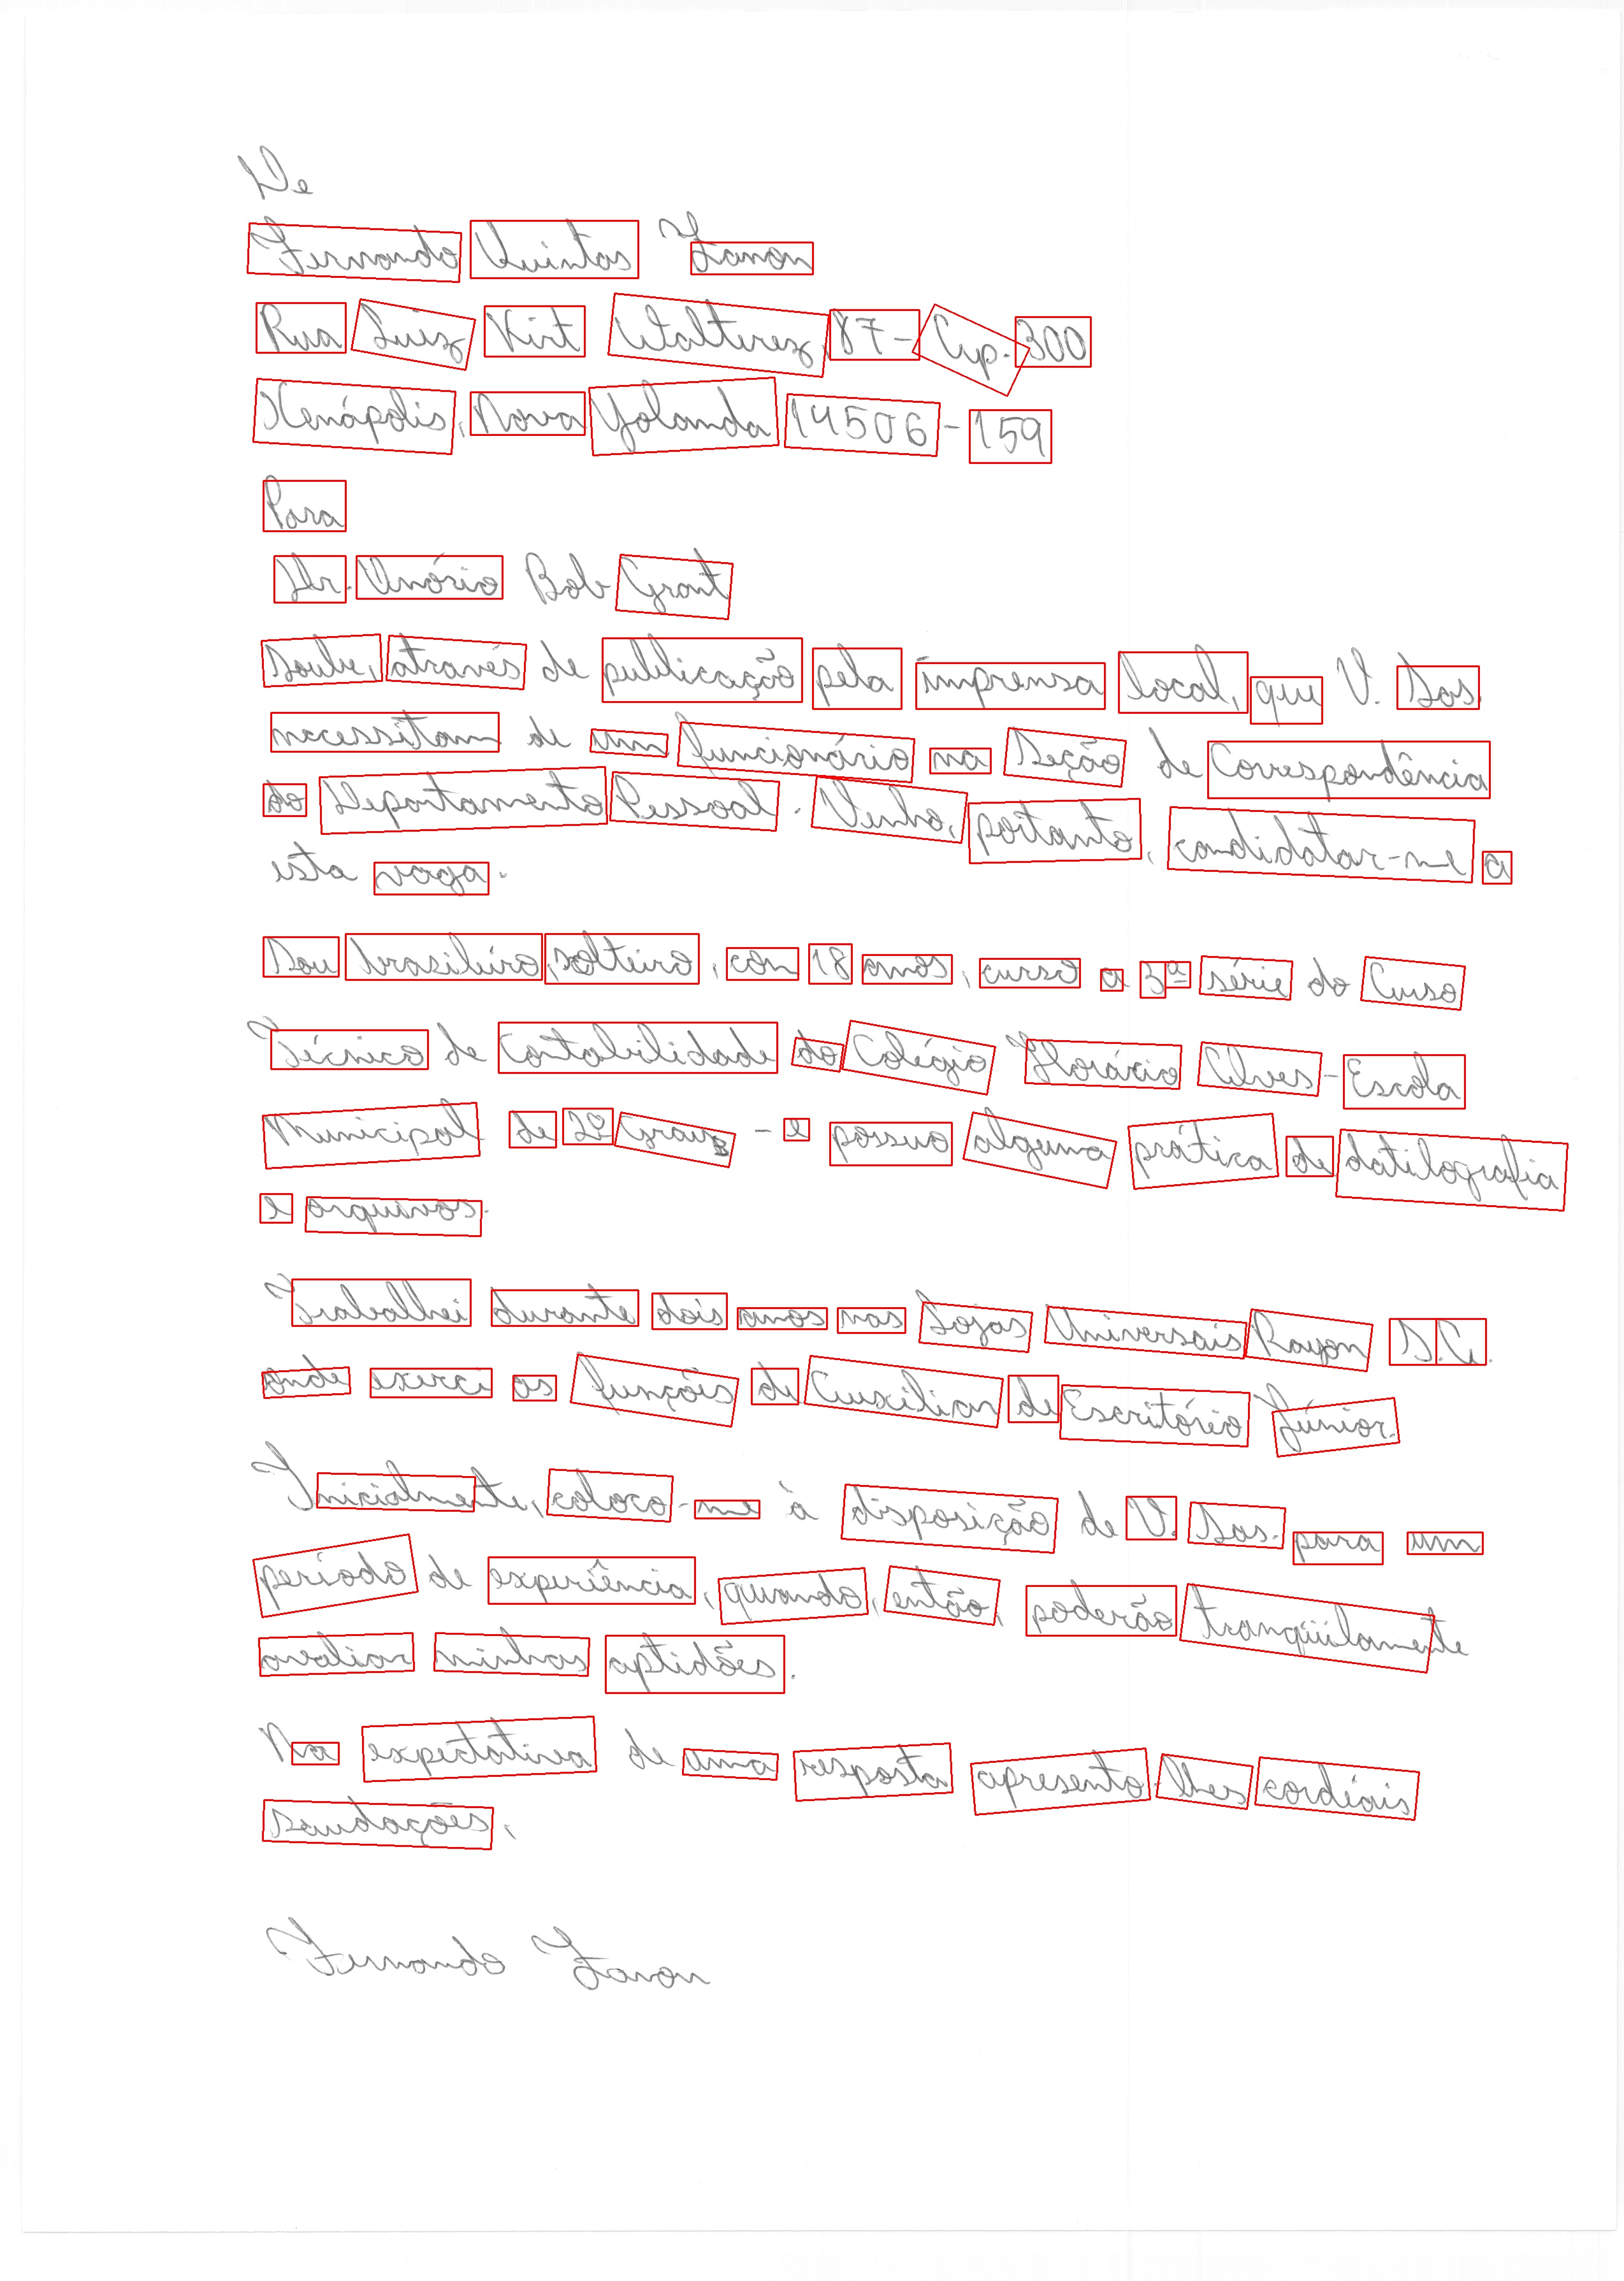 De
Fernando Quintas Zanon
Rua Luiz Kirt Walterez, 87 - Ap. 300
Xenópolis, Nova Yolanda 14506-159
Para
Dr. Onório Bob Grant
Soube, através de publicação pela imprensa local, que V. Sas.
necessitam de um funcionário na Seção de Correspondência
do Departamento Pessoal. Venho, portanto, candidatar-me a
esta vaga.
Sou brasileiro, solteiro, com 18 anos, curso a 3ª série do Curso
Técnico de Contabilidade do Colégio Horácio Alves - Escola
Municipal de 2º Graus - e possuo alguma prática de datilografia
e arquivos.
Trabalhei durante dois anos nas Lojas Universais Rayon S.A.
onde exerci as funções de Auxiliar de Escritório Júnior.
Inicialmente, coloco-me à disposição de V. Sas. para um
período de experiência, quando, então, poderão tranqüilamente
avaliar minhas aptidões.
Na expectativa de uma resposta apresento-lhes cordiais
saudações,
Fernando Zanon